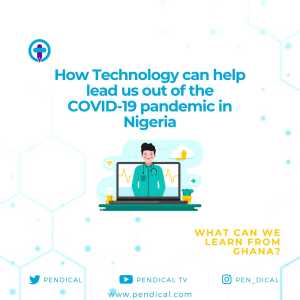 How Technology can help
lead us out of the
COVID-19 pandemic in
Nigeria
WHAT CAN WE
LEARN FROM
GHANA?
PENDICAL
PENDICAL TV
PEN_DICAL
www.pendical.com